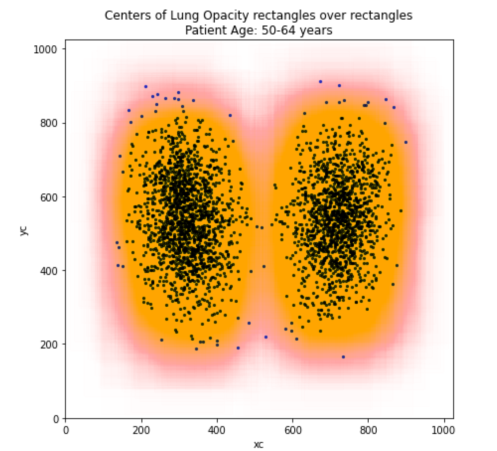 Centers of Lung Opacity rectangles over rectangles
Patient Age: 50-64 years
1000
800
600
yc
400
200
0
0 200 400 600 800 1000
xc